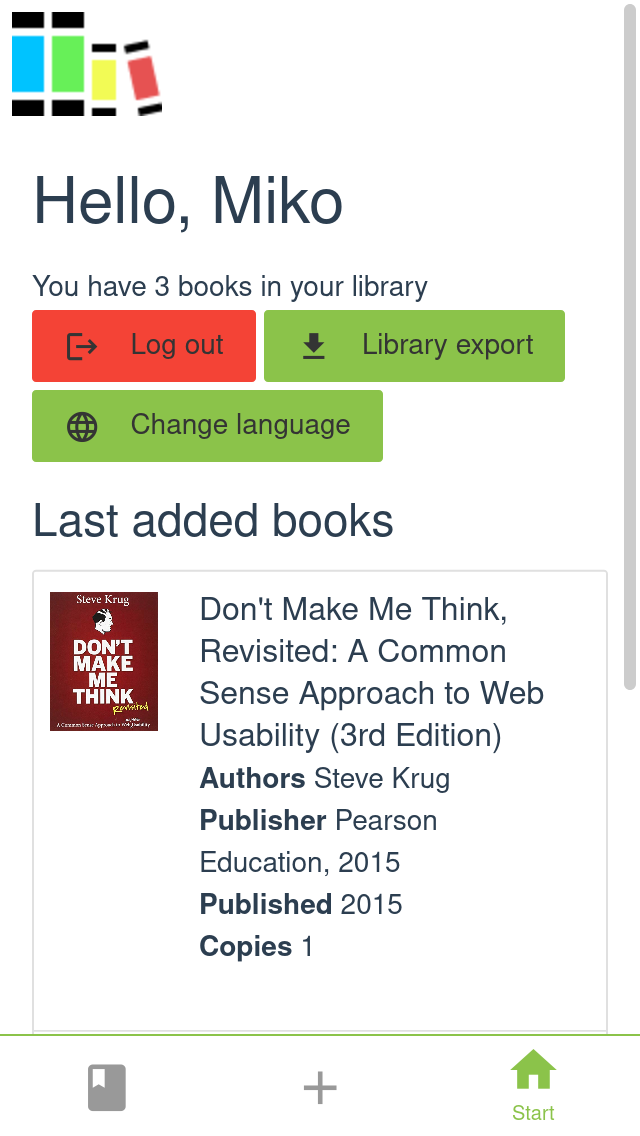 Hello, Miko
You have 3 books in your library
Log out
Library export
Change language
Last added books
Steve Krug
DON'T
MAKE
ME
THINK
Revisited
A Common Sense Approach to Web Usability
Don't Make Me Think,
Revisited: A Common
Sense Approach to Web
Usability (3rd Edition)
Authors Steve Krug
Publisher Pearson
Education, 2015
Published 2015
Copies 1
Start